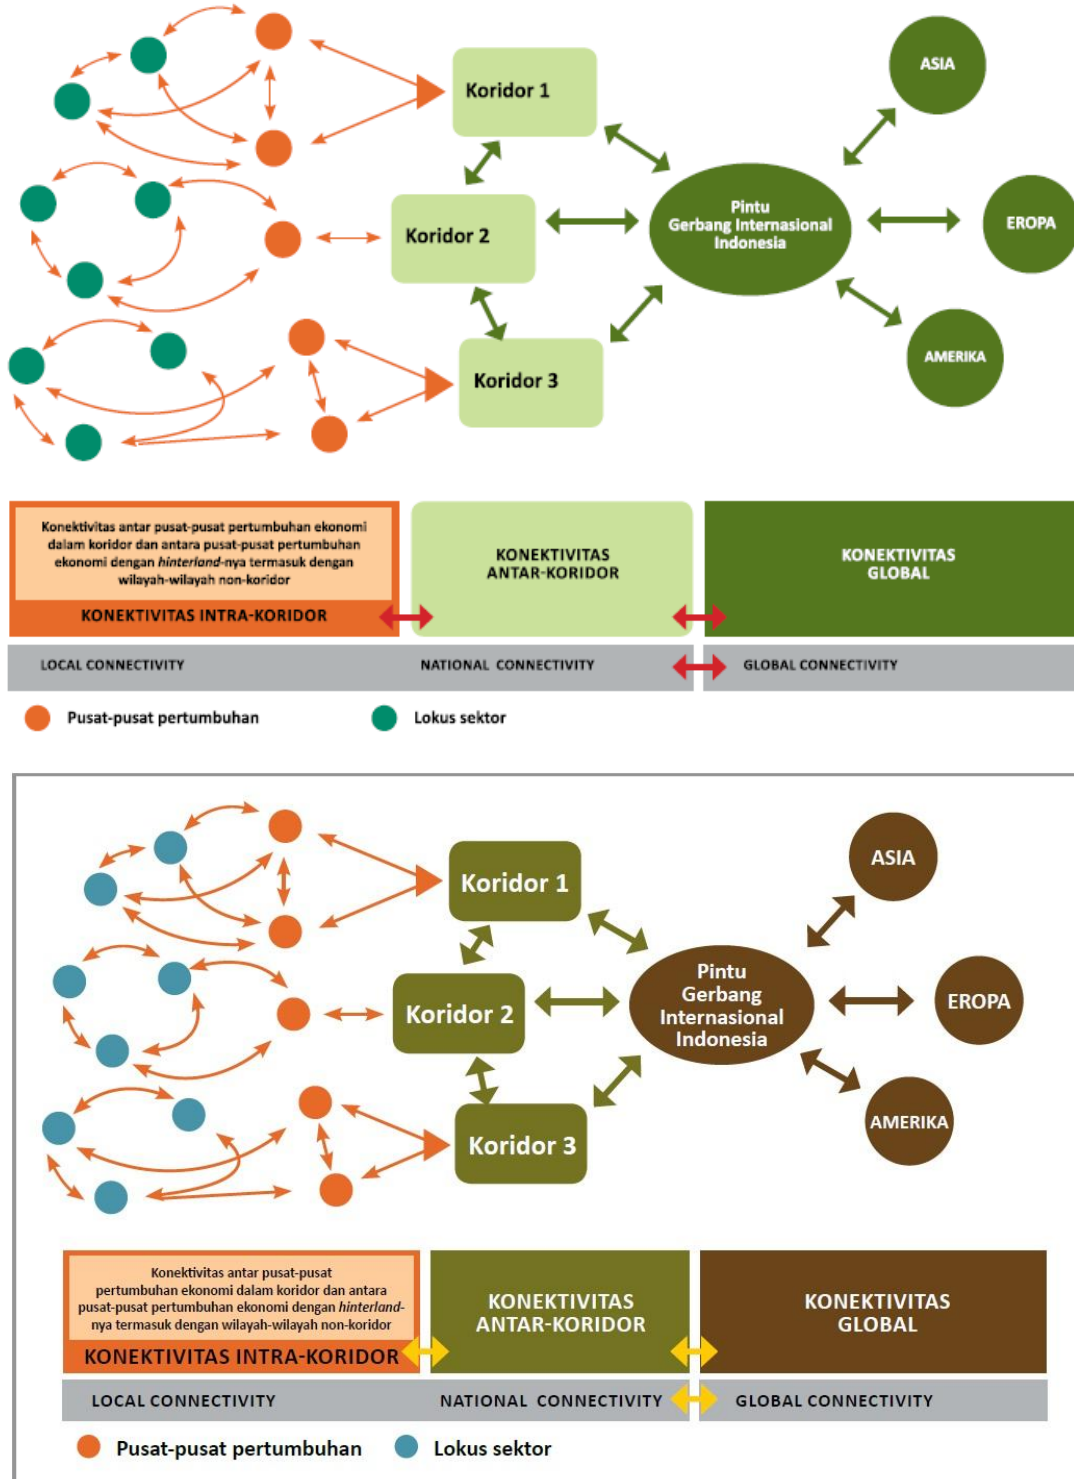 Koridor 1
ASIA
Pintu
Gerbang Internasional
Indonesia
EROPA
Koridor 2
Koridor 3
AMERIKA
Konektivitas antar pusat-pusat pertumbuhan ekonomi
dalam koridor dan antara pusat-pusat pertumbuhan
ekonomi dengan hinterland-nya termasuk dengan
wilayah-wilayah non-koridor
KONEKTIVITAS INTRA-KORIDOR
KONEKTIVITAS
ANTAR-KORIDOR
KONEKTIVITAS
GLOBAL
LOCAL CONNECTIVITY
NATIONAL CONNECTIVITY
GLOBAL CONNECTIVITY
Pusat-pusat pertumbuhan
Lokus sektor
Koridor 1
ASIA
Pintu
Gerbang
Internasional
Indonesia
EROPA
Koridor 2
Koridor 3
AMERIKA
Konektivitas antar pusat-pusat
pertumbuhan ekonomi dalam koridor dan antara
pusat-pusat pertumbuhan ekonomi dengan hinterland-
nya termasuk dengan wilayah-wilayah non-koridor
KONEKTIVITAS INTRA-KORIDOR
KONEKTIVITAS
ANTAR-KORIDOR
KONEKTIVITAS
GLOBAL
LOCAL CONNECTIVITY
NATIONAL CONNECTIVITY
GLOBAL CONNECTIVITY
Pusat-pusat pertumbuhan
Lokus sektor